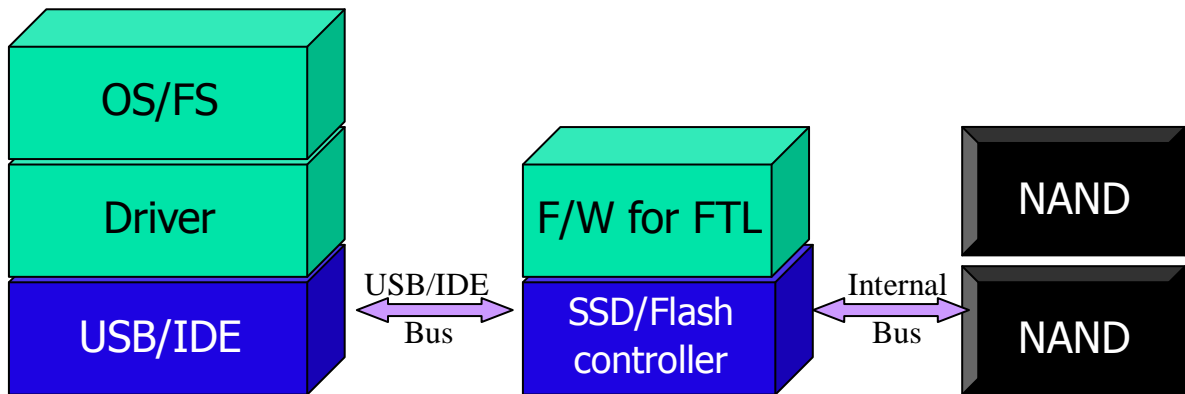 OS/FS
Driver
USB/IDE
USB/IDE
Bus
F/W for FTL
SSD/Flash
controller
Internal
Bus
NAND
NAND